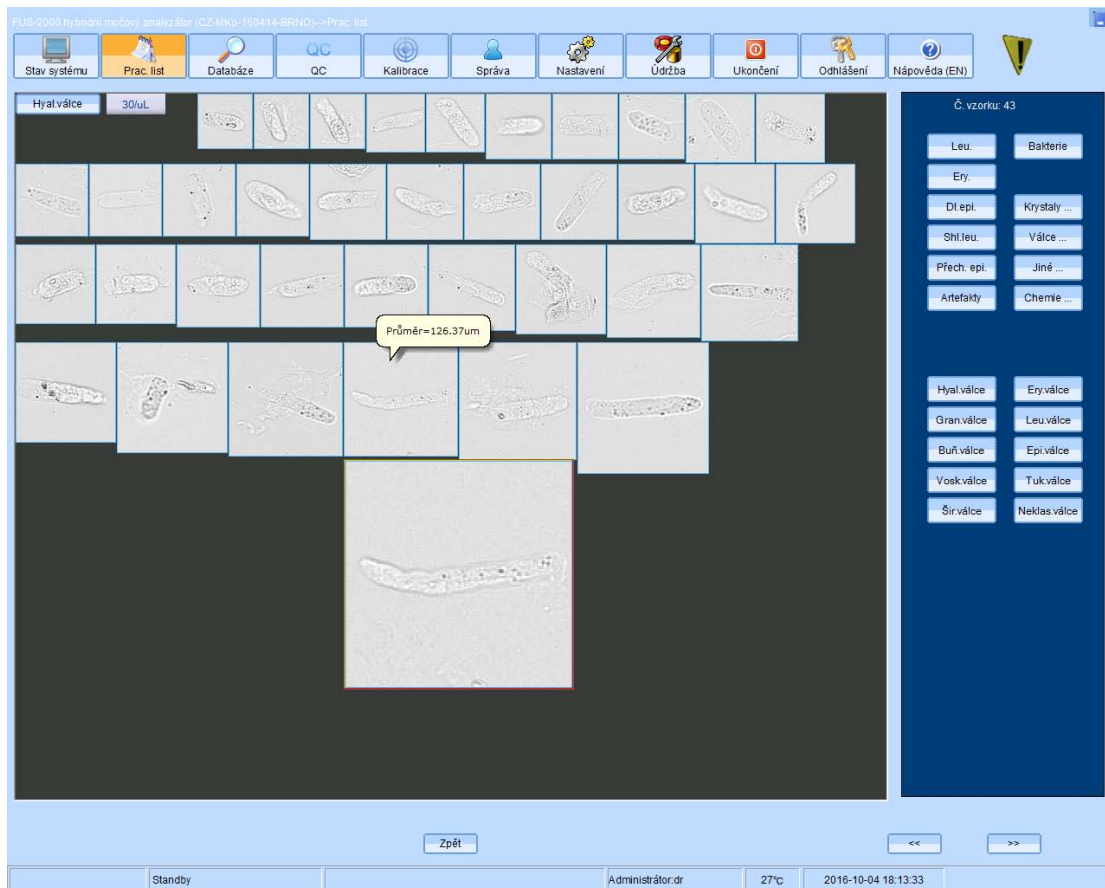 FUS-2000 hybridní močový analyzátor (CZ-MKo-160414-BRNO)-->Prac. list
Stav systému Prac. list Databáze QC QC Kalibrace Správa Nastavení Údržba Ukončení Odhlášení Nápověda (EN)
Hyal.válce 30/uL
Č. vzorku: 43
Leu. Bakterie
Ery.
Dl.epi. Krystaly ...
Shl.leu. Válce ...
Přech. epi. Jiné ...
Artefakty Chemie ...
Průměr=126.37um
Hyal.válce Ery.válce
Gran.válce Leu.válce
Buň.válce Epi.válce
Vosk.válce Tuk.válce
Šir.válce Neklas.válce
Zpět << >>
Standby Administrátor:dr 27°C 2016-10-04 18:13:33